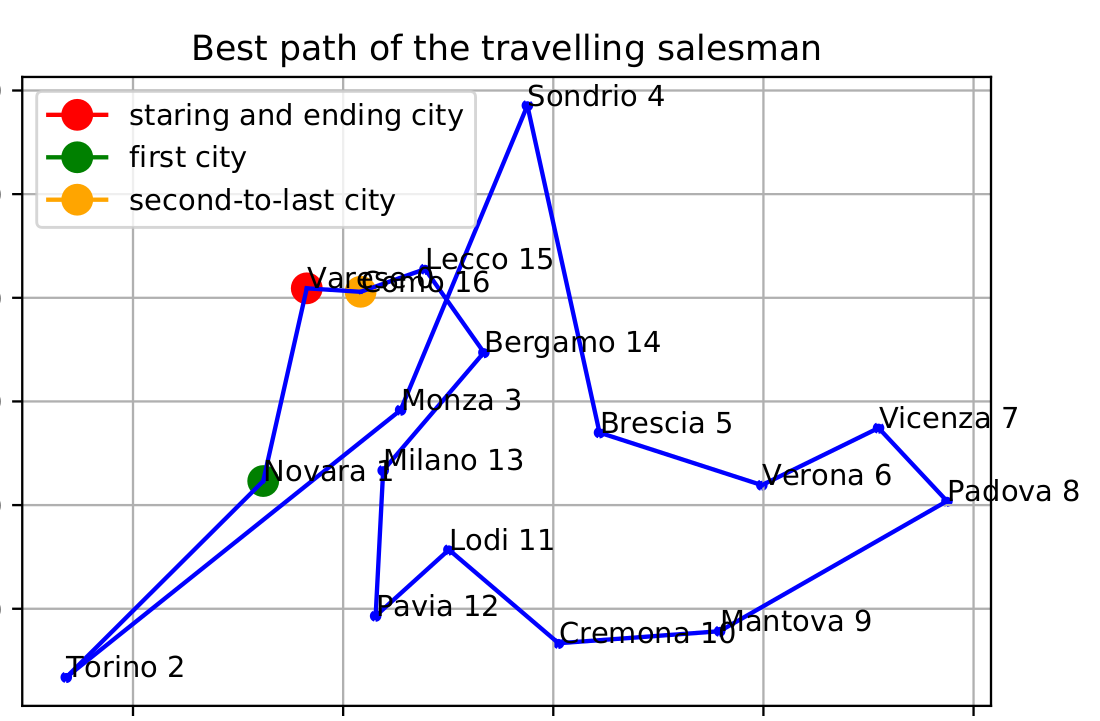 Best path of the travelling salesman
staring and ending city
first city
second-to-last city
Sondrio 4
Lecco 15
Varese 0
Como 16
Bergamo 14
Monza 3
Vicenza 7
Brescia 5
Milano 13
Novara 1
Verona 6
Padova 8
Lodi 11
Pavia 12
Mantova 9
Cremona 10
Torino 2